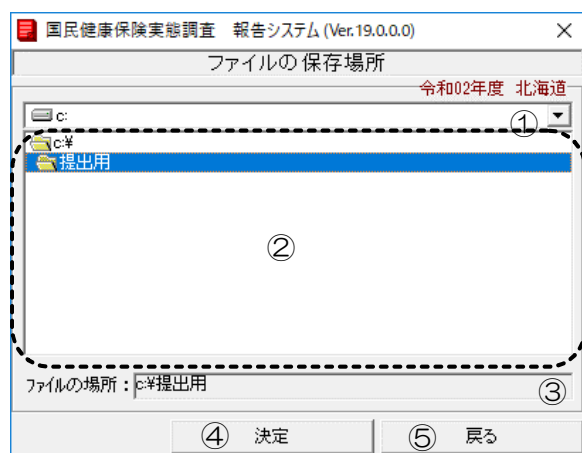 国民健康保険実態調査　報告システム (Ver.19.0.0.0)
ファイルの保存場所
令和02年度　北海道
c:
①
c:¥
提出用
②
ファイルの場所：c:¥提出用
③
④　決定
⑤　戻る